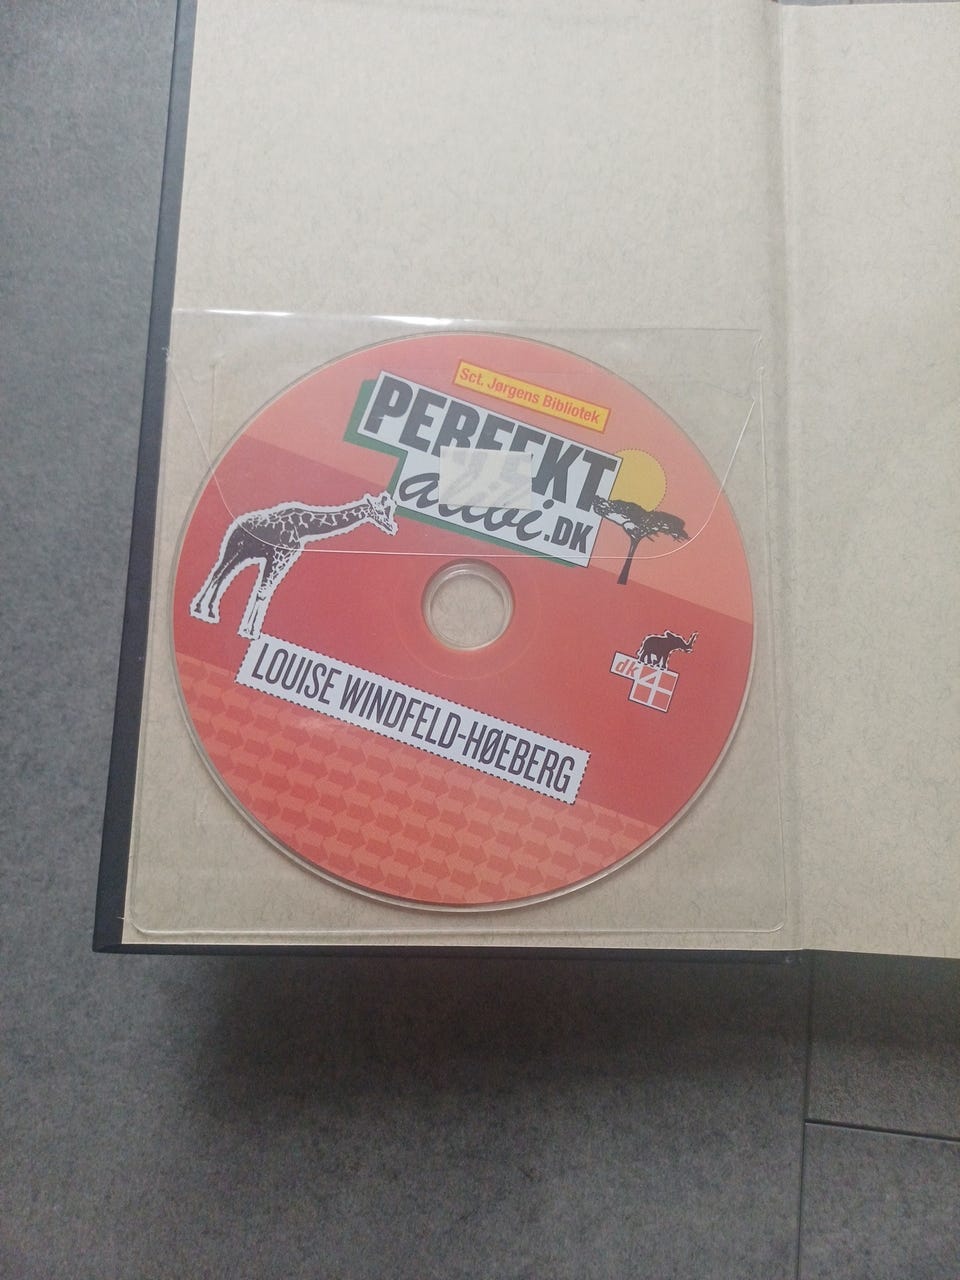 Sct. Jørgens Bibliotek
PERFEKT
alibi.DK
dk4
LOUISE WINDFELD-HØEBERG